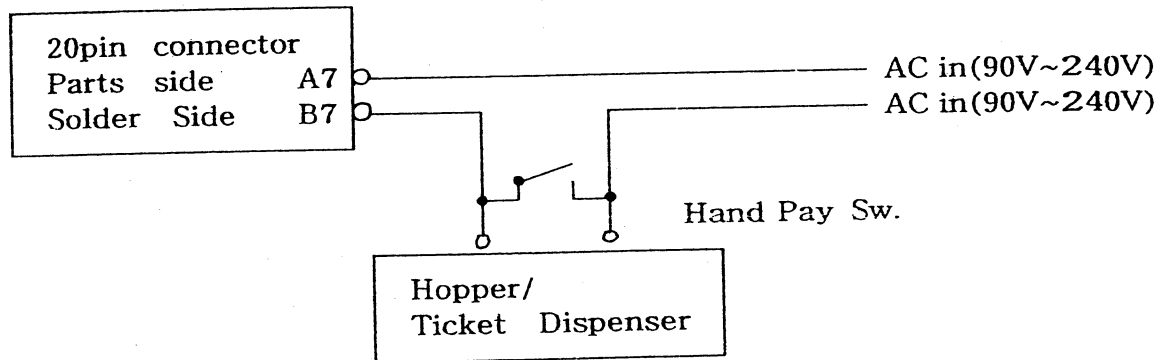 20pin connector
Parts side A7
Solder Side B7
AC in(90V~240V)
AC in(90V~240V)
Hand Pay Sw.
Hopper/
Ticket Dispenser